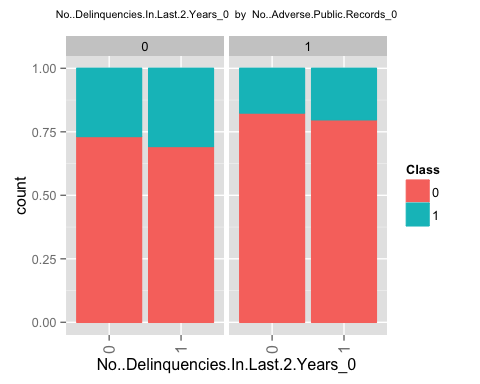 No..Delinquencies.In.Last.2.Years_0 by No..Adverse.Public.Records_0
0 1
1.00
0.75
0.50
0.25
0.00
count
0 1 0 1
No..Delinquencies.In.Last.2.Years_0
Class
0
1